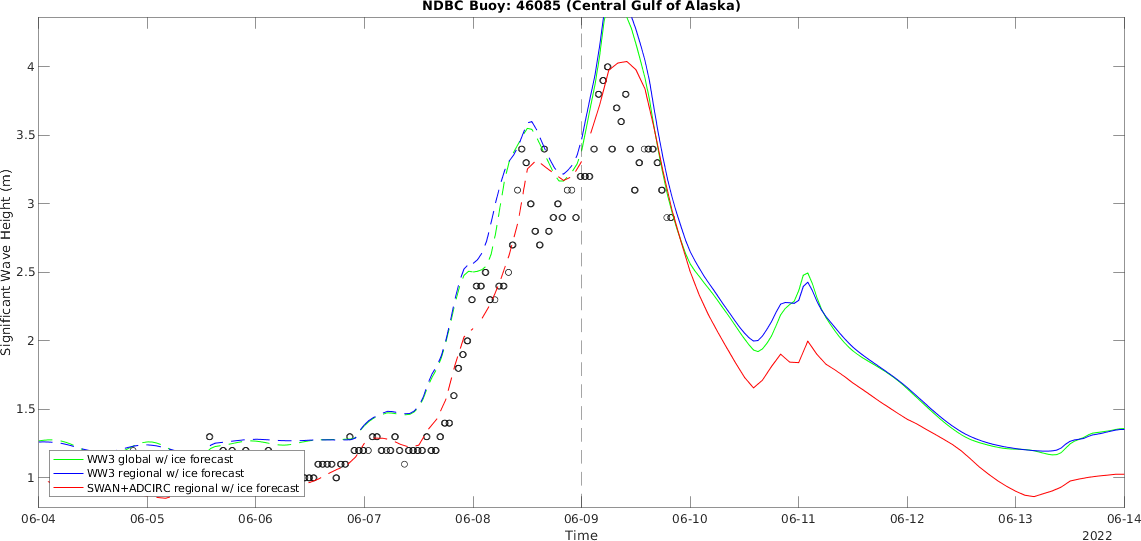 NDBC Buoy: 46085 (Central Gulf of Alaska)
Significant Wave Height (m)
4
3.5
3
2.5
2
1.5
1
WW3 global w/ ice forecast
WW3 regional w/ ice forecast
SWAN+ADCIRC regional w/ ice forecast
06-04 06-05 06-06 06-07 06-08 06-09 06-10 06-11 06-12 06-13 06-14
Time
2022